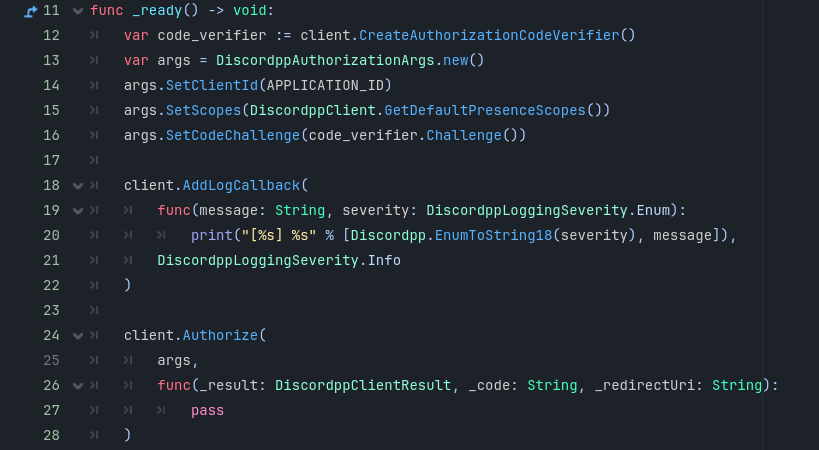 11 func _ready() -> void:
12 var code_verifier := client.CreateAuthorizationCodeVerifier()
13 var args = DiscordppAuthorizationArgs.new()
14 args.SetClientId(APPLICATION_ID)
15 args.SetScopes(DiscordppClient.GetDefaultPresenceScopes())
16 args.SetCodeChallenge(code_verifier.Challenge())
17
18 client.AddLogCallback(
19 func(message: String, severity: DiscordppLoggingSeverity.Enum):
20 print("[%s] %s" % [Discordpp.EnumToString18(severity), message]),
21 DiscordppLoggingSeverity.Info
22 )
23
24 client.Authorize(
25 args,
26 func(_result: DiscordppClientResult, _code: String, _redirectUri: String):
27 pass
28 )